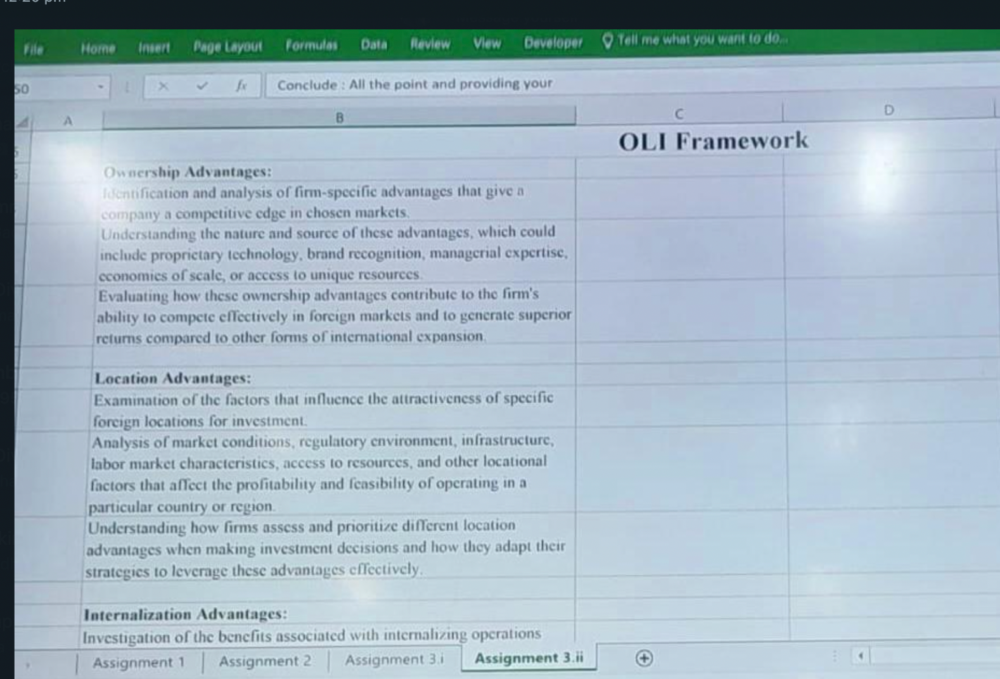 File Home Insert Page Layout Formulas Data Review View Developer Tell me what you want to do...
50 fx Conclude : All the point and providing your
A B C D
OLI Framework
Ownership Advantages:
Identification and analysis of firm-specific advantages that give a
company a competitive edge in chosen markets.
Understanding the nature and source of these advantages, which could
include proprietary technology, brand recognition, managerial expertise,
economies of scale, or access to unique resources.
Evaluating how these ownership advantages contribute to the firm's
ability to compete effectively in foreign markets and to generate superior
returns compared to other forms of international expansion.
Location Advantages:
Examination of the factors that influence the attractiveness of specific
foreign locations for investment.
Analysis of market conditions, regulatory environment, infrastructure,
labor market characteristics, access to resources, and other locational
factors that affect the profitability and feasibility of operating in a
particular country or region.
Understanding how firms assess and prioritize different location
advantages when making investment decisions and how they adapt their
strategies to leverage these advantages effectively.
Internalization Advantages:
Investigation of the benefits associated with internalizing operations
Assignment 1 Assignment 2 Assignment 3.i Assignment 3.ii